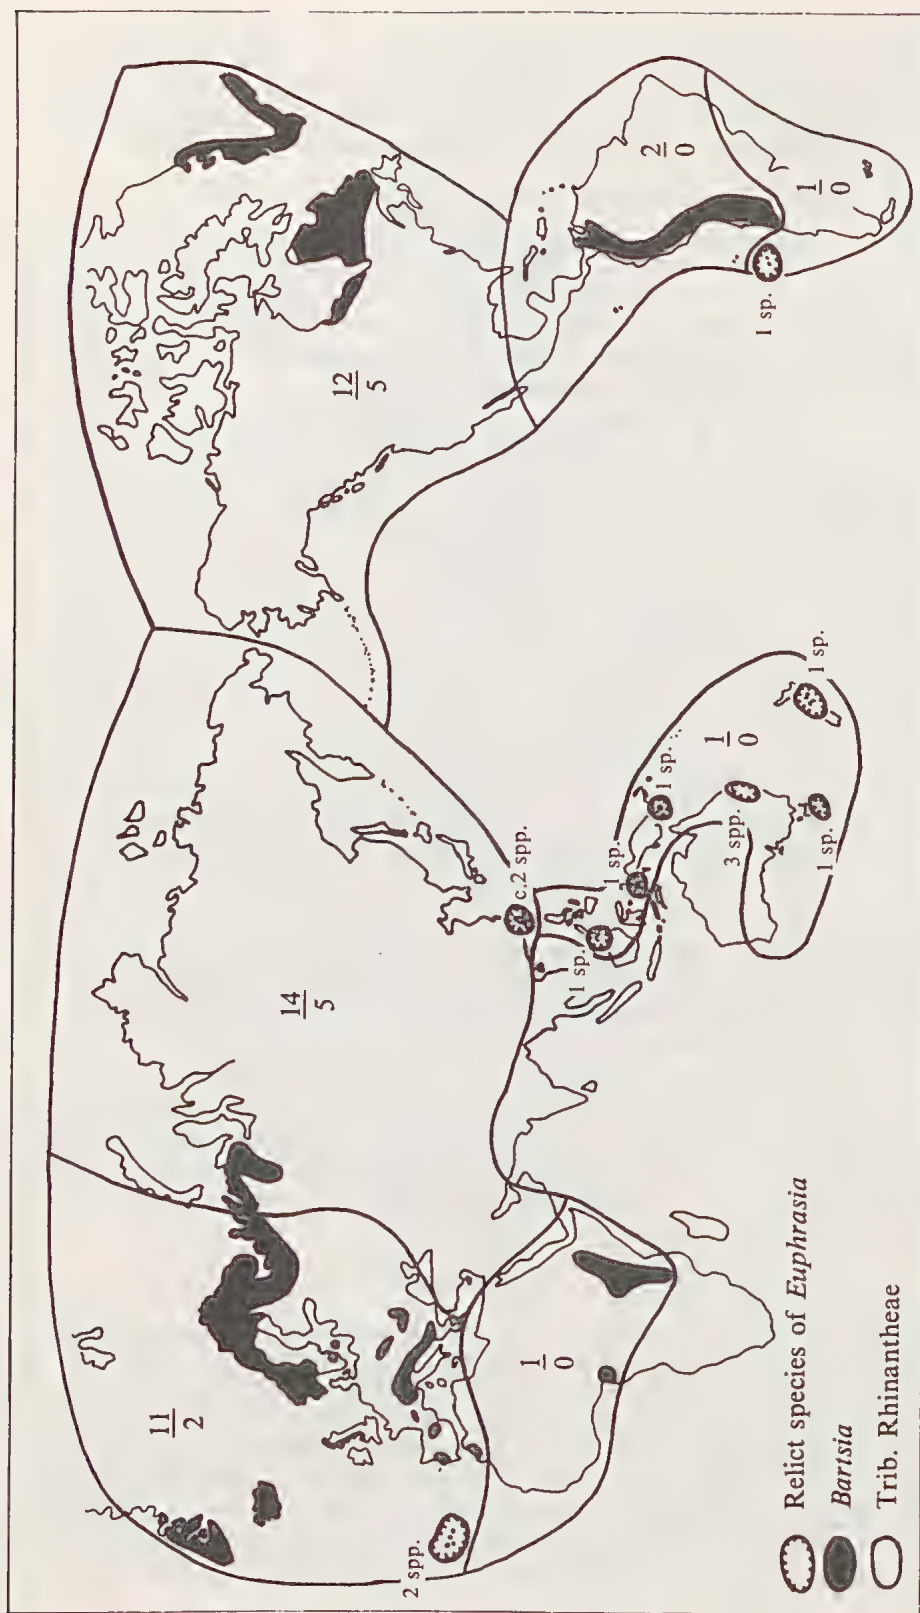 11
2
14
5
12
5
2 spp.
1
0
c.2 spp.
1 sp.
1 sp.
1 sp.
3 spp.
1 sp.
1
0
1 sp.
2
0
1
0
1 sp.
Relict species of Euphrasia
Bartsia
Trib. Rhinantheae